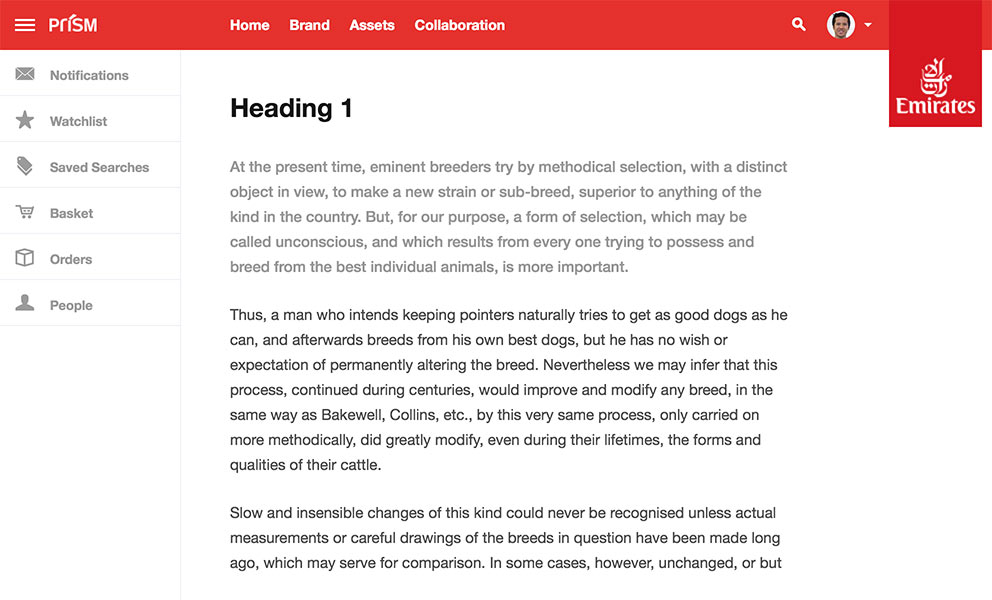 PrÍSM
Home Brand Assets Collaboration
Emirates
Notifications
Watchlist
Saved Searches
Basket
Orders
People
Heading 1
At the present time, eminent breeders try by methodical selection, with a distinct
object in view, to make a new strain or sub-breed, superior to anything of the
kind in the country. But, for our purpose, a form of selection, which may be
called unconscious, and which results from every one trying to possess and
breed from the best individual animals, is more important.
Thus, a man who intends keeping pointers naturally tries to get as good dogs as he
can, and afterwards breeds from his own best dogs, but he has no wish or
expectation of permanently altering the breed. Nevertheless we may infer that this
process, continued during centuries, would improve and modify any breed, in the
same way as Bakewell, Collins, etc., by this very same process, only carried on
more methodically, did greatly modify, even during their lifetimes, the forms and
qualities of their cattle.
Slow and insensible changes of this kind could never be recognised unless actual
measurements or careful drawings of the breeds in question have been made long
ago, which may serve for comparison. In some cases, however, unchanged, or but